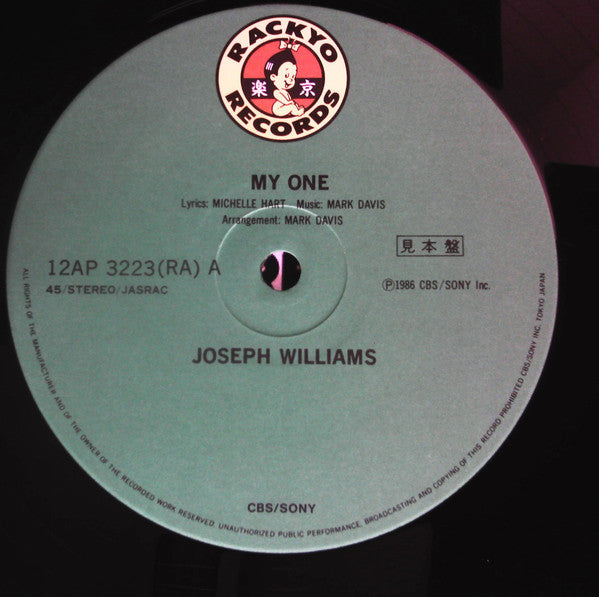 RACKYO
楽 京
RECORDS
MY ONE
Lyrics: MICHELLE HART Music: MARK DAVIS
Arrangement: MARK DAVIS
見本盤
12AP 3223(RA) A
45/STEREO/JASRAC
Ⓟ1986 CBS/SONY Inc.
JOSEPH WILLIAMS
CBS/SONY
ALL RIGHTS OF THE MANUFACTURER AND OF THE OWNER OF THE RECORDED WORK RESERVED. UNAUTHORIZED PUBLIC PERFORMANCE, BROADCASTING AND COPYING OF THIS RECORD PROHIBITED CBS/SONY INC. TOKYO JAPAN